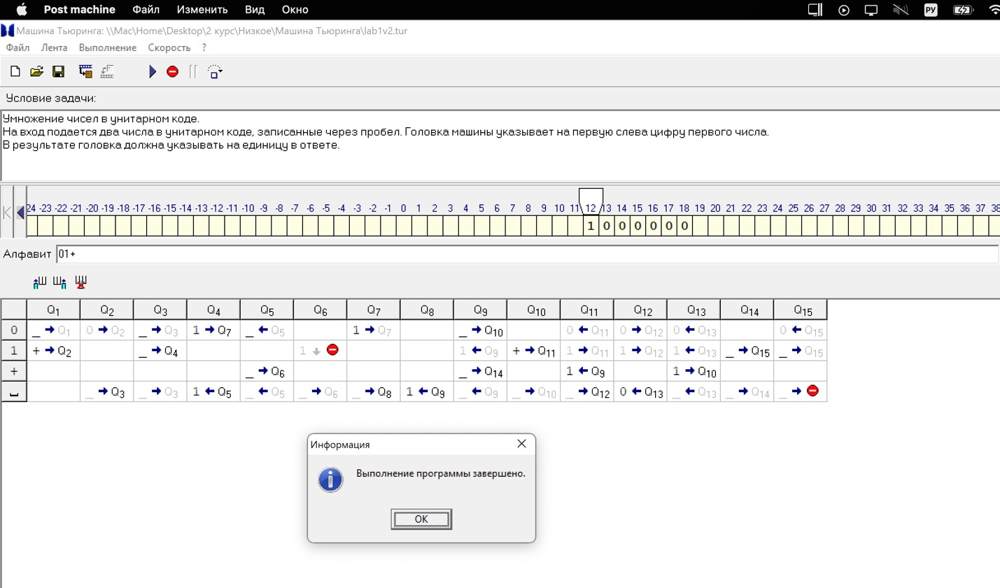 Post machine Файл Изменить Вид Окно РУ
Машина Тьюринга: \\Mac\Home\Desktop\2 курс\Низкое\Машина Тьюринга\lab1v2.tur
Файл Лента Выполнение Скорость ?
Условие задачи:
Умножение чисел в унитарном коде.
На вход подается два числа в унитарном коде, записанные через пробел. Головка машины указывает на первую слева цифру первого числа.
В результате головка должна указывать на единицу в ответе.
24 -23 -22 -21 -20 -19 -18 -17 -16 -15 -14 -13 -12 -11 -10 -9 -8 -7 -6 -5 -4 -3 -2 -1 0 1 2 3 4 5 6 7 8 9 10 11 12 13 14 15 16 17 18 19 20 21 22 23 24 25 26 27 28 29 30 31 32 33 34 35 36 37 38
1 0 0 0 0 0 0
Алфавит 01+
Q1 Q2 Q3 Q4 Q5 Q6 Q7 Q8 Q9 Q10 Q11 Q12 Q13 Q14 Q15
0 _ → Q1 0 → Q2 _ → Q3 1 → Q7 _ ← Q5 1 → Q7 _ → Q10 0 ← Q11 0 → Q12 0 ← Q13 0 ← Q15
1 + → Q2 _ → Q4 1 ↓ 1 ← Q9 + → Q11 1 → Q11 1 → Q12 1 ← Q13 _ → Q15 _ → Q15
+ _ → Q6 _ → Q14 1 ← Q9 1 → Q10
␣ _ → Q3 _ → Q3 1 ← Q5 _ ← Q5 _ → Q6 _ → Q8 1 ← Q9 _ ← Q9 _ → Q10 _ → Q12 0 ← Q13 _ ← Q13 _ → Q14 _ →
Информация
Выполнение программы завершено.
OK